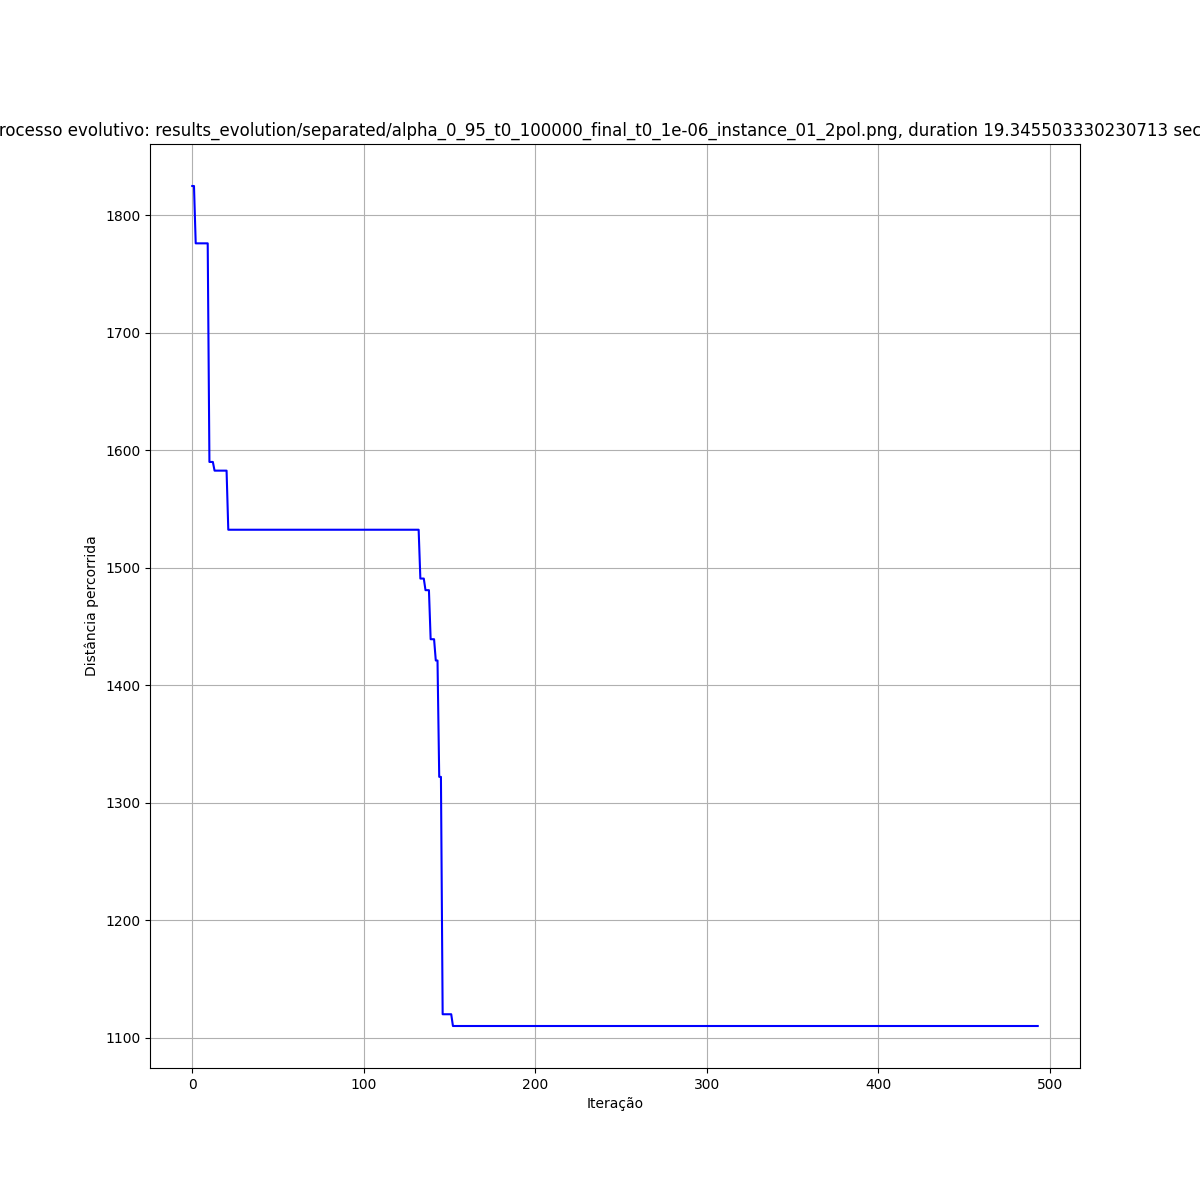 rocesso evolutivo: results_evolution/separated/alpha_0_95_t0_100000_final_t0_1e-06_instance_01_2pol.png, duration 19.345503330230713 sec
1800
1700
1600
1500
1400
1300
1200
1100
Distância percorrida
0 100 200 300 400 500
Iteração